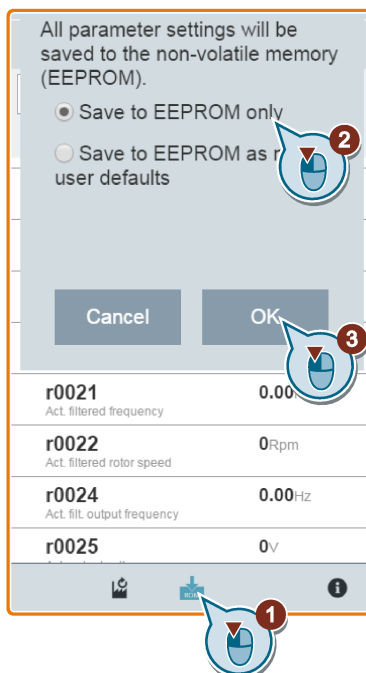 All parameter settings will be
saved to the non-volatile memory
(EEPROM).
Save to EEPROM only
2
Save to EEPROM as
user defaults
Cancel
OK
3
r0021
0.00
Act. filtered frequency
r0022
0Rpm
Act. filtered rotor speed
r0024
0.00Hz
Act. filt. output frequency
r0025
0V
1